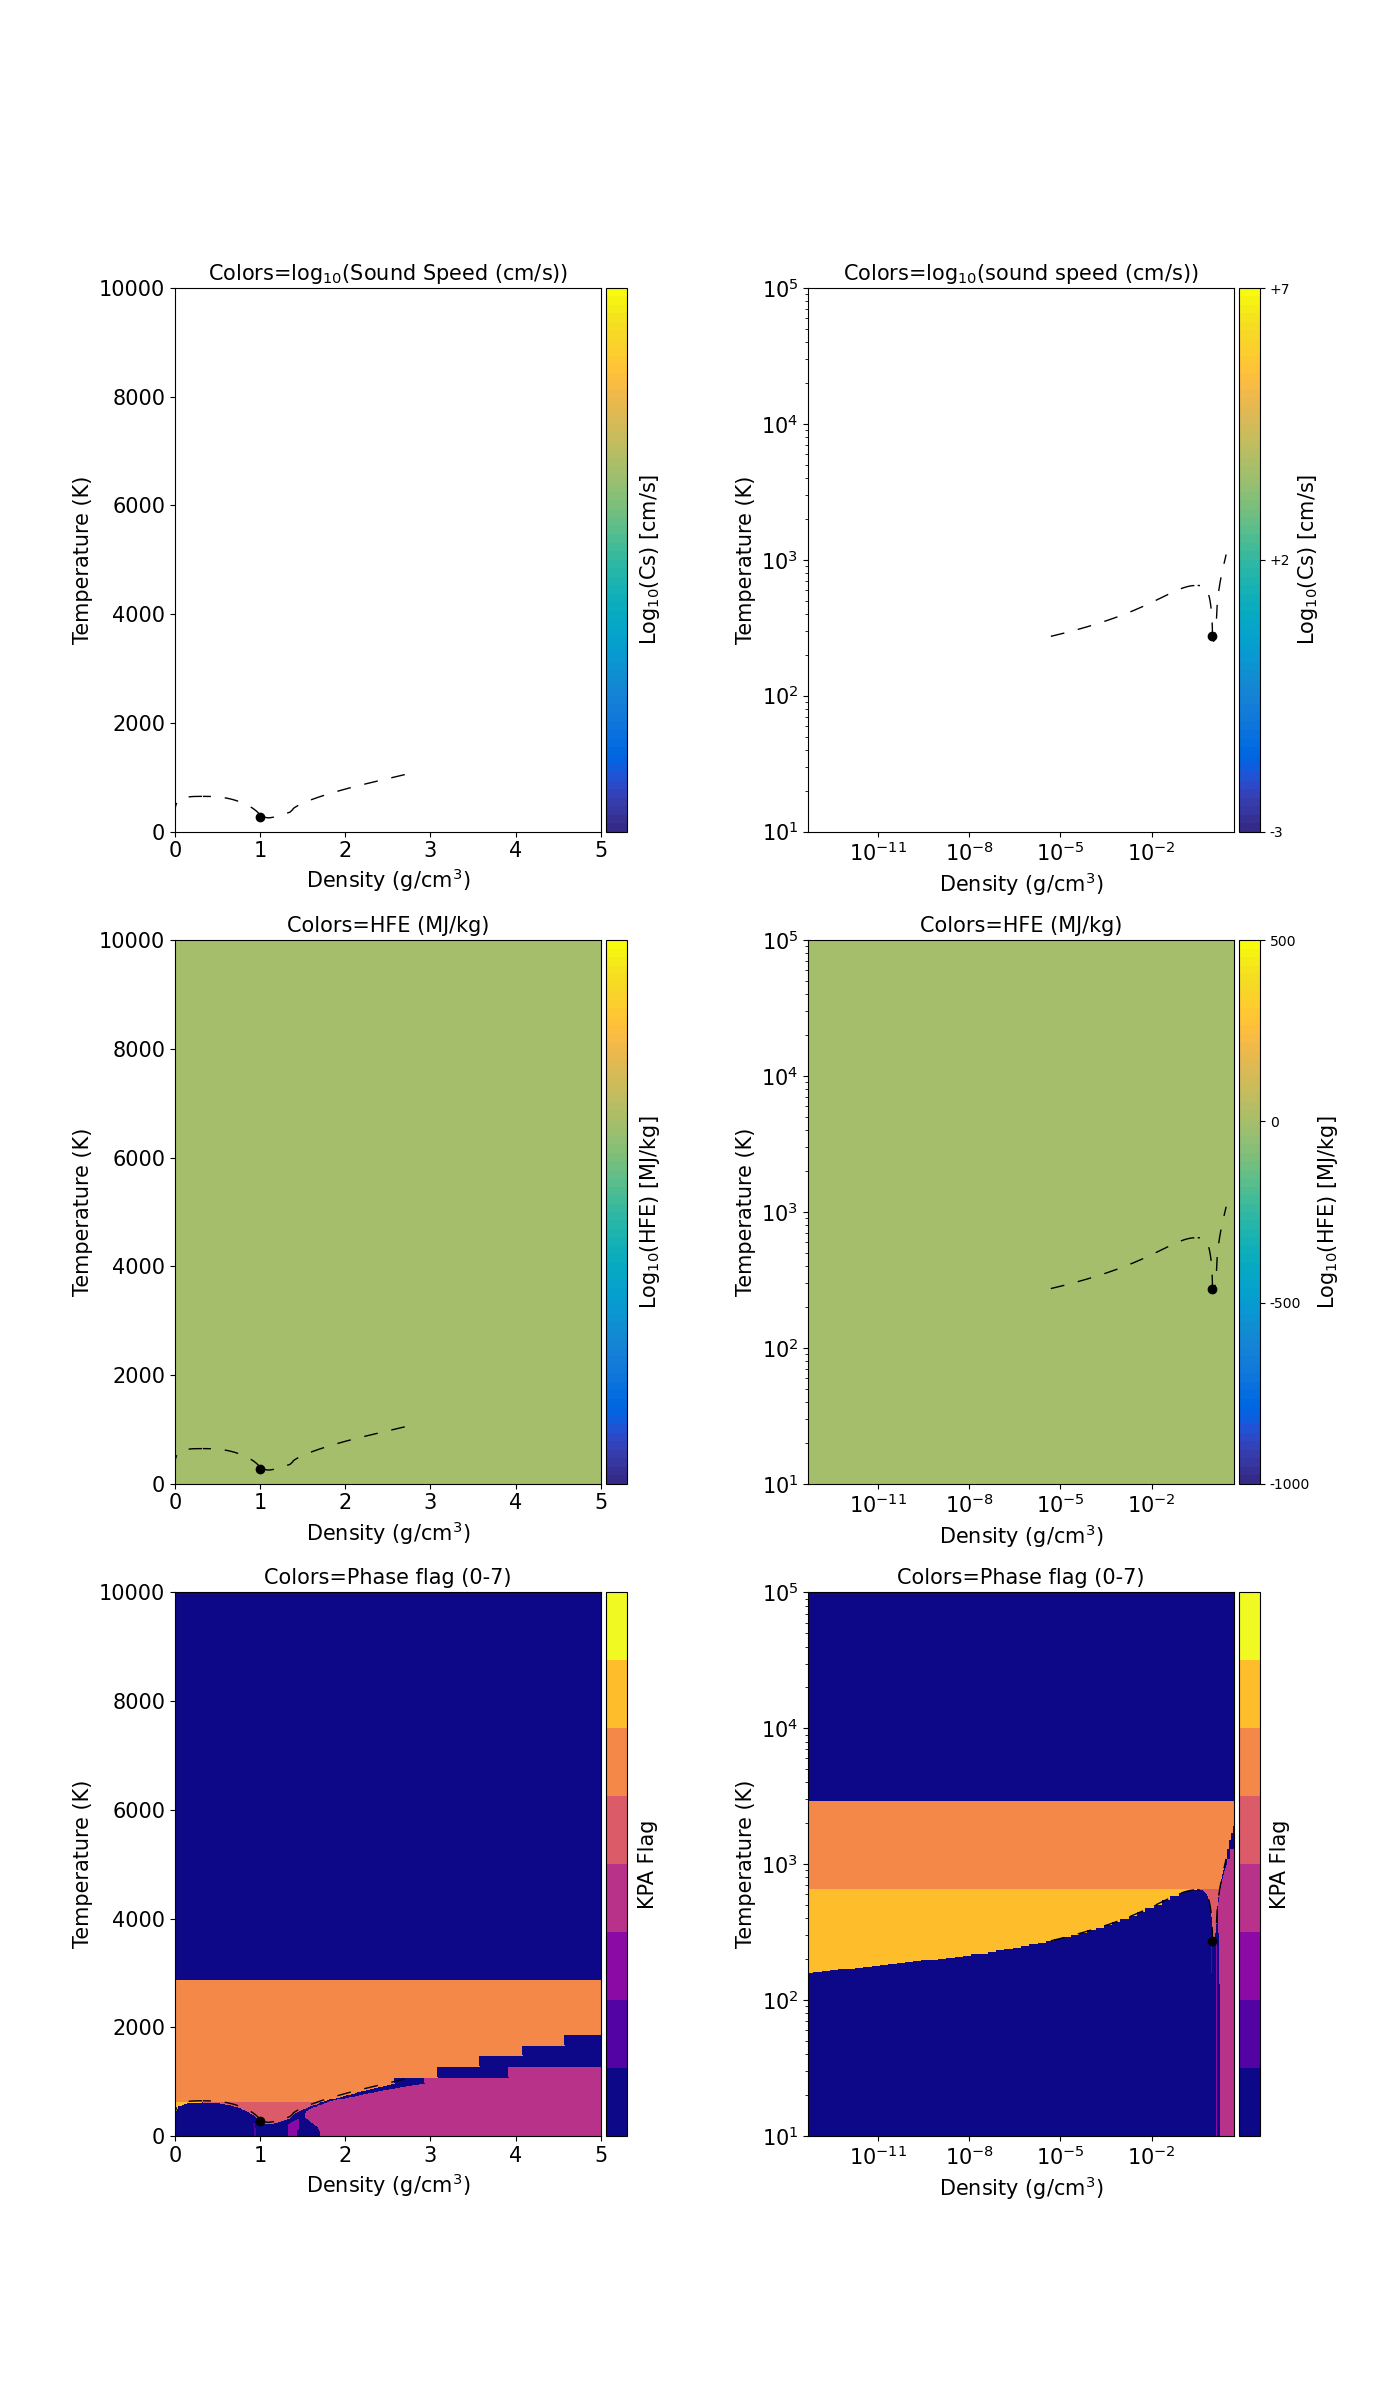 Colors=log₁₀(Sound Speed (cm/s))
10000
8000
6000
4000
2000
0
Temperature (K)
0 1 2 3 4 5
Density (g/cm³)
Log₁₀(Cs) [cm/s]
Colors=log₁₀(sound speed (cm/s))
10⁵
10⁴
10³
10²
10¹
Temperature (K)
10⁻¹¹ 10⁻⁸ 10⁻⁵ 10⁻²
Density (g/cm³)
+7
+2
-3
Log₁₀(Cs) [cm/s]
Colors=HFE (MJ/kg)
10000
8000
6000
4000
2000
0
Temperature (K)
0 1 2 3 4 5
Density (g/cm³)
Log₁₀(HFE) [MJ/kg]
Colors=HFE (MJ/kg)
10⁵
10⁴
10³
10²
10¹
Temperature (K)
10⁻¹¹ 10⁻⁸ 10⁻⁵ 10⁻²
Density (g/cm³)
500
0
-500
-1000
Log₁₀(HFE) [MJ/kg]
Colors=Phase flag (0-7)
10000
8000
6000
4000
2000
0
Temperature (K)
0 1 2 3 4 5
Density (g/cm³)
KPA Flag
Colors=Phase flag (0-7)
10⁵
10⁴
10³
10²
10¹
Temperature (K)
10⁻¹¹ 10⁻⁸ 10⁻⁵ 10⁻²
Density (g/cm³)
KPA Flag